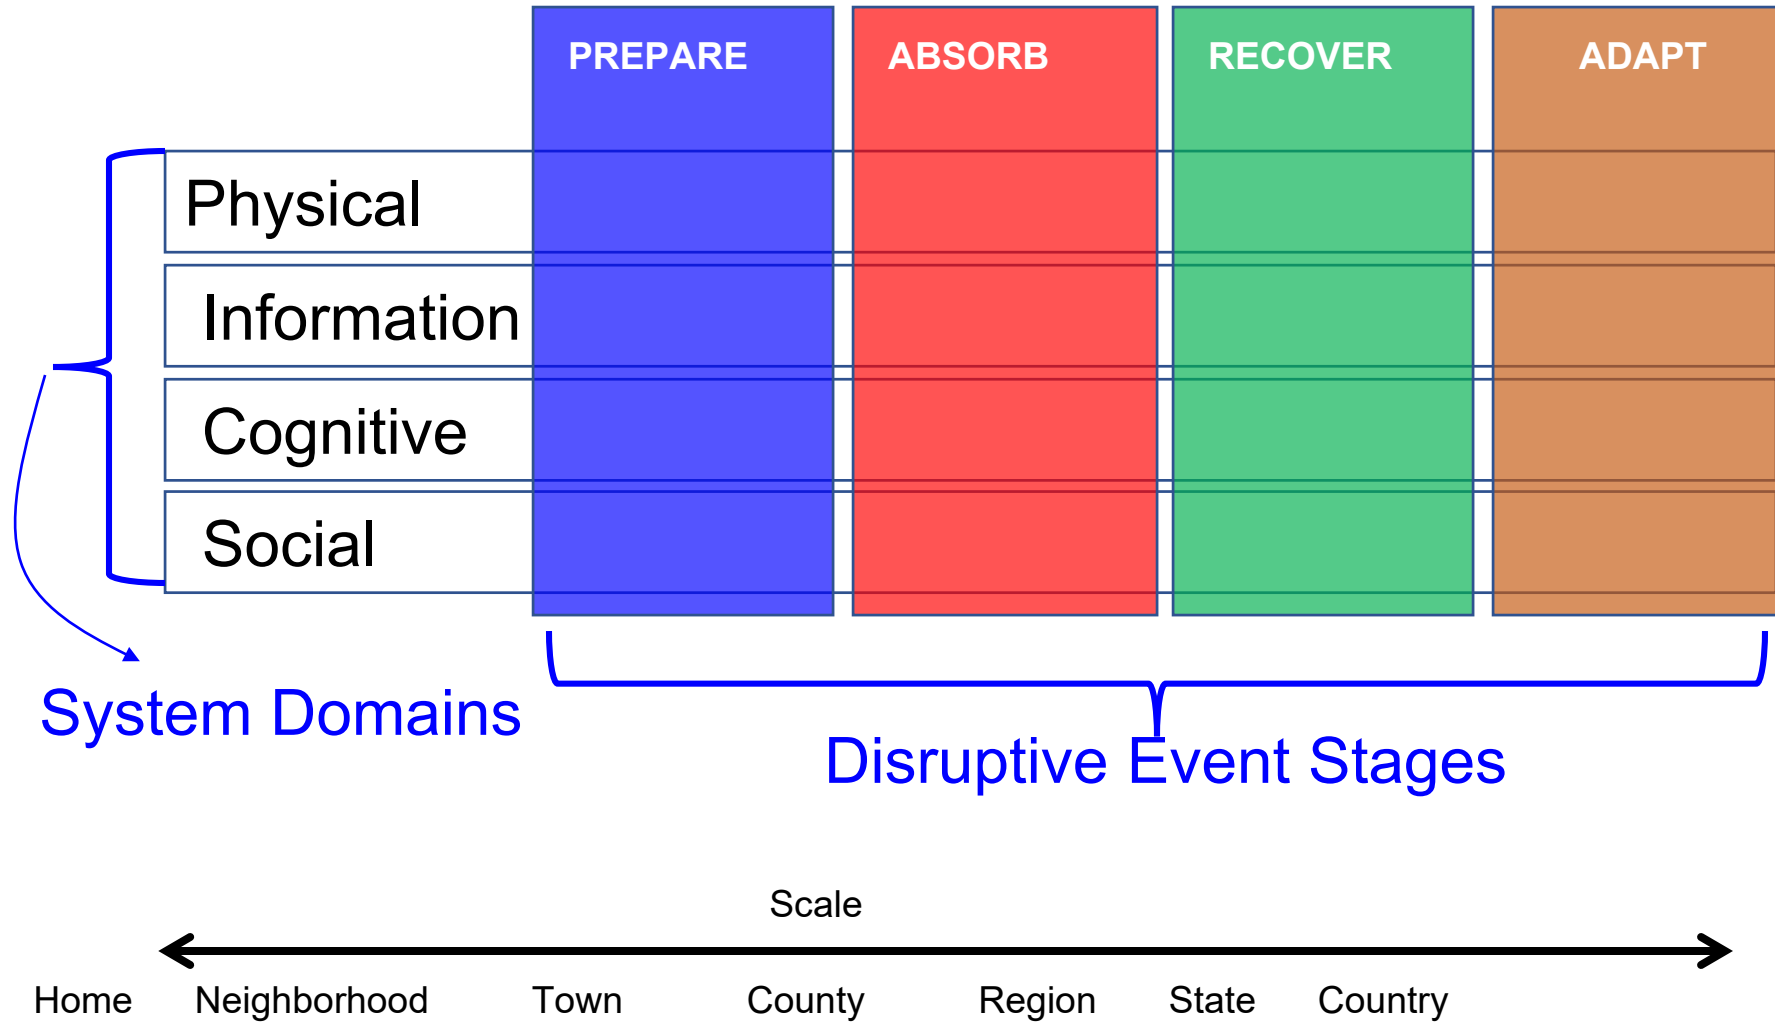 PREPARE ABSORB RECOVER ADAPT
Physical
Information
Cognitive
Social
System Domains
Disruptive Event Stages
Scale
Home Neighborhood Town County Region State Country